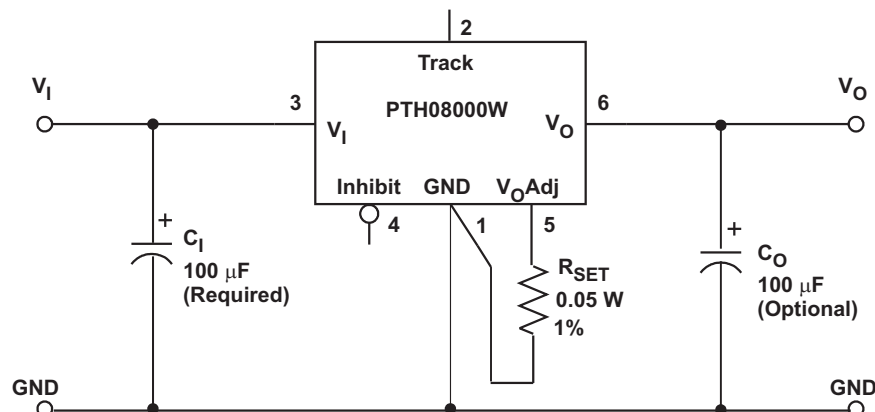 2
Track
V_I
3
PTH08000W
6
V_O
V_I
V_O
Inhibit
GND
V_OAdj
4
1
5
+
C_I
100 μF
(Required)
R_SET
0.05 W
1%
+
C_O
100 μF
(Optional)
GND
GND